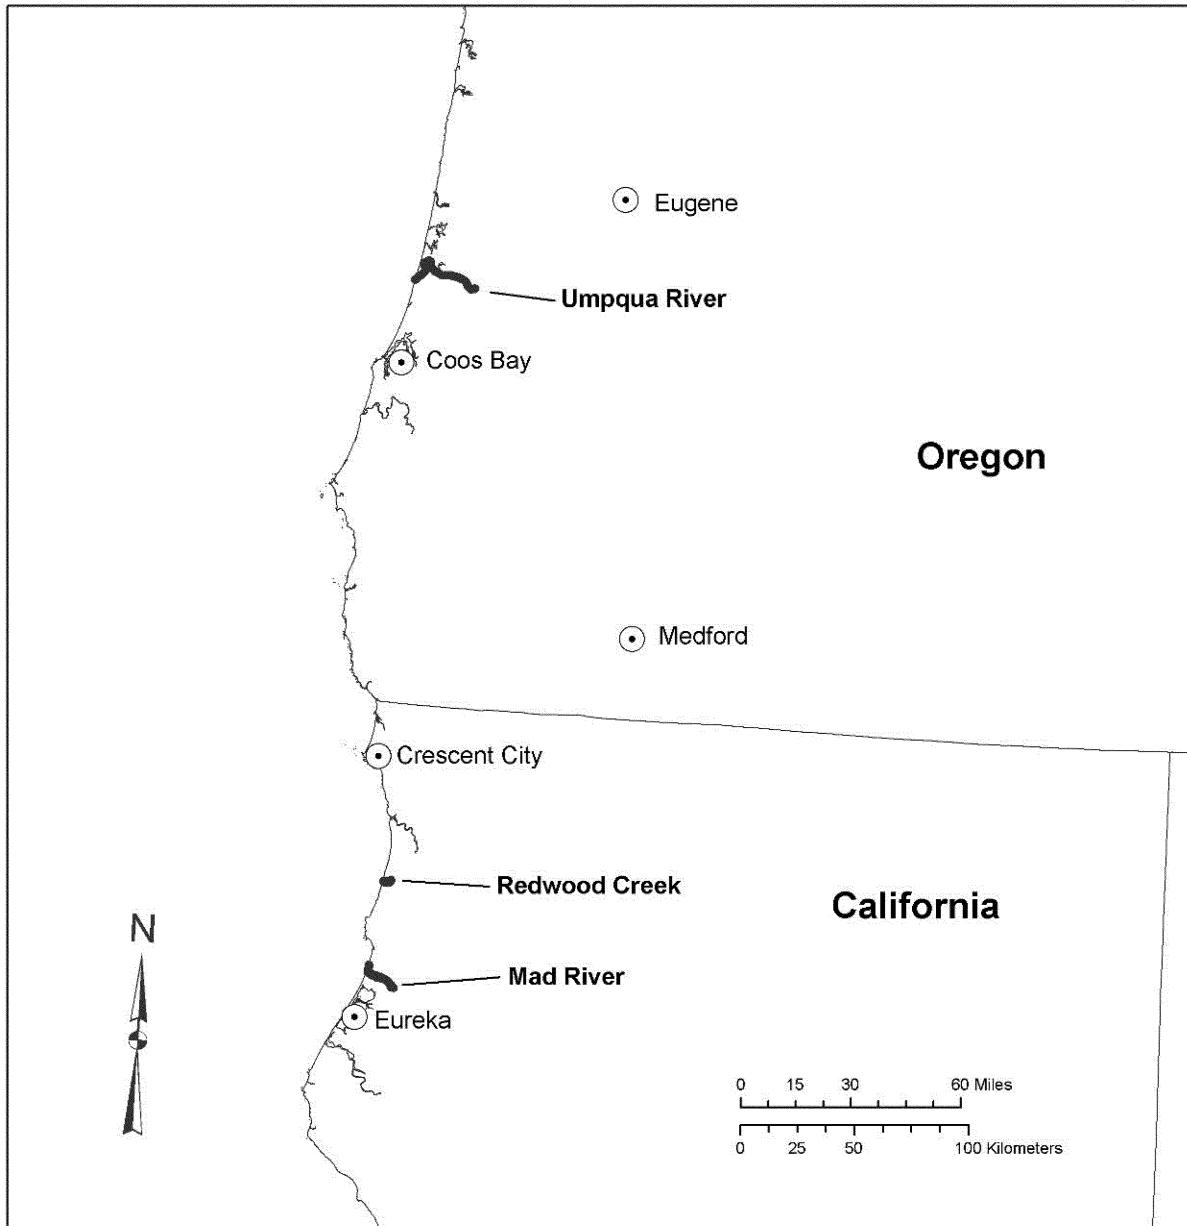 Eugene
Umpqua River
Coos Bay
Oregon
Medford
Crescent City
Redwood Creek
California
N
Mad River
Eureka
0 15 30 60 Miles
0 25 50 100 Kilometers